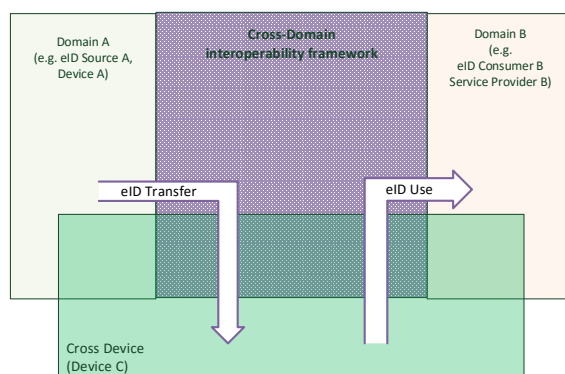 Domain A
(e.g. eID Source A,
Device A)
Cross-Domain
interoperability framework
Domain B
(e.g.
eID Consumer B
Service Provider B)
eID Transfer
eID Use
Cross Device
(Device C)